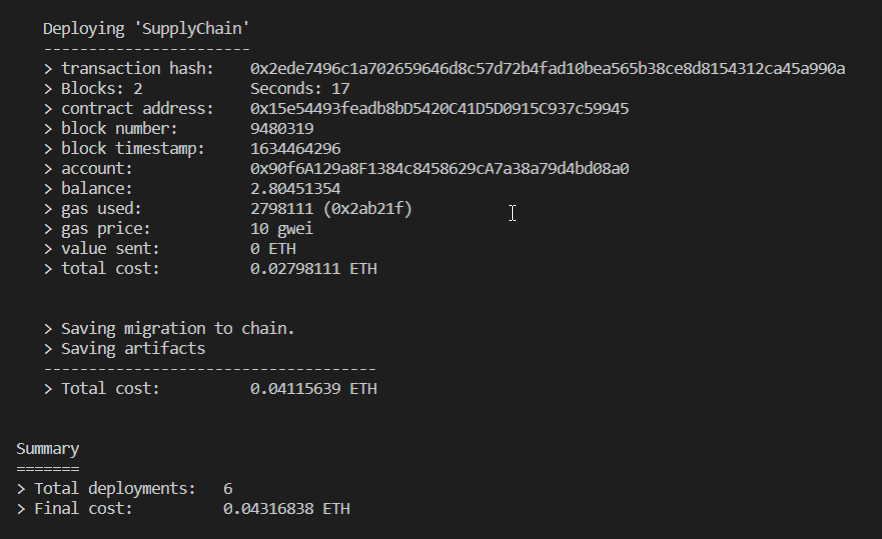 Deploying 'SupplyChain'
-----------------------
> transaction hash:    0x2ede7496c1a702659646d8c57d72b4fad10bea565b38ce8d8154312ca45a990a
> Blocks: 2            Seconds: 17
> contract address:    0x15e54493feadb8bD5420C41D5D0915C937c59945
> block number:        9480319
> block timestamp:     1634464296
> account:             0x90f6A129a8F1384c8458629cA7a38a79d4bd08a0
> balance:             2.80451354
> gas used:            2798111 (0x2ab21f)
> gas price:           10 gwei
> value sent:          0 ETH
> total cost:          0.02798111 ETH
> Saving migration to chain.
> Saving artifacts
-------------------------------------
> Total cost:          0.04115639 ETH
Summary
=======
> Total deployments:   6
> Final cost:          0.04316838 ETH